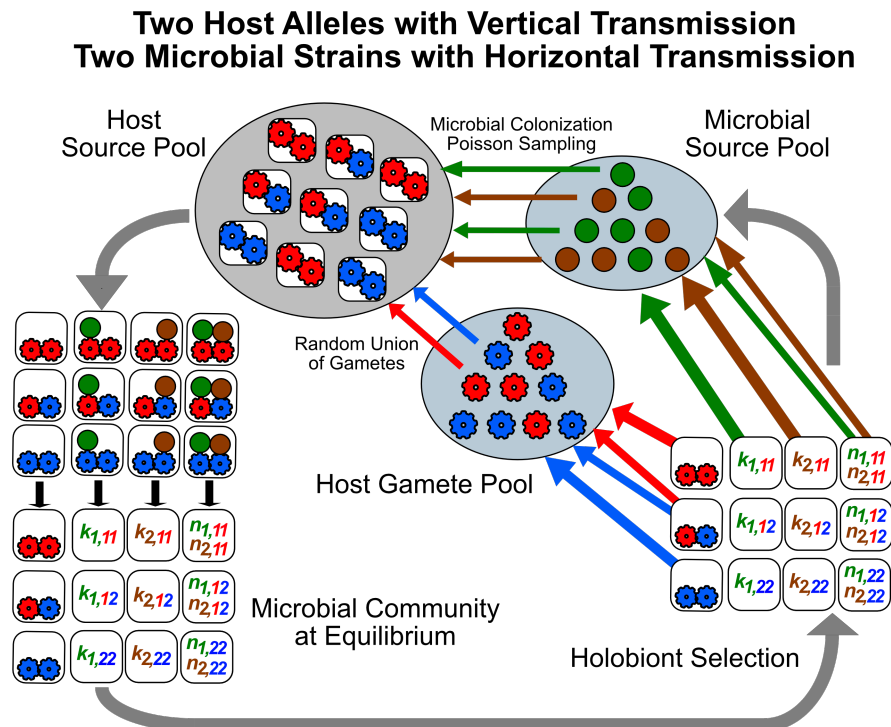 Two Host Alleles with Vertical Transmission
Two Microbial Strains with Horizontal Transmission
Host
Source Pool
Microbial Colonization
Poisson Sampling
Microbial
Source Pool
Random Union
of Gametes
Host Gamete Pool
k1,11 k2,11 n1,11
n2,11
k1,12 k2,12 n1,12
n2,12
k1,22 k2,22 n1,22
n2,22
Microbial Community
at Equilibrium
k1,11 k2,11 n1,11
n2,11
k1,12 k2,12 n1,12
n2,12
k1,22 k2,22 n1,22
n2,22
Holobiont Selection